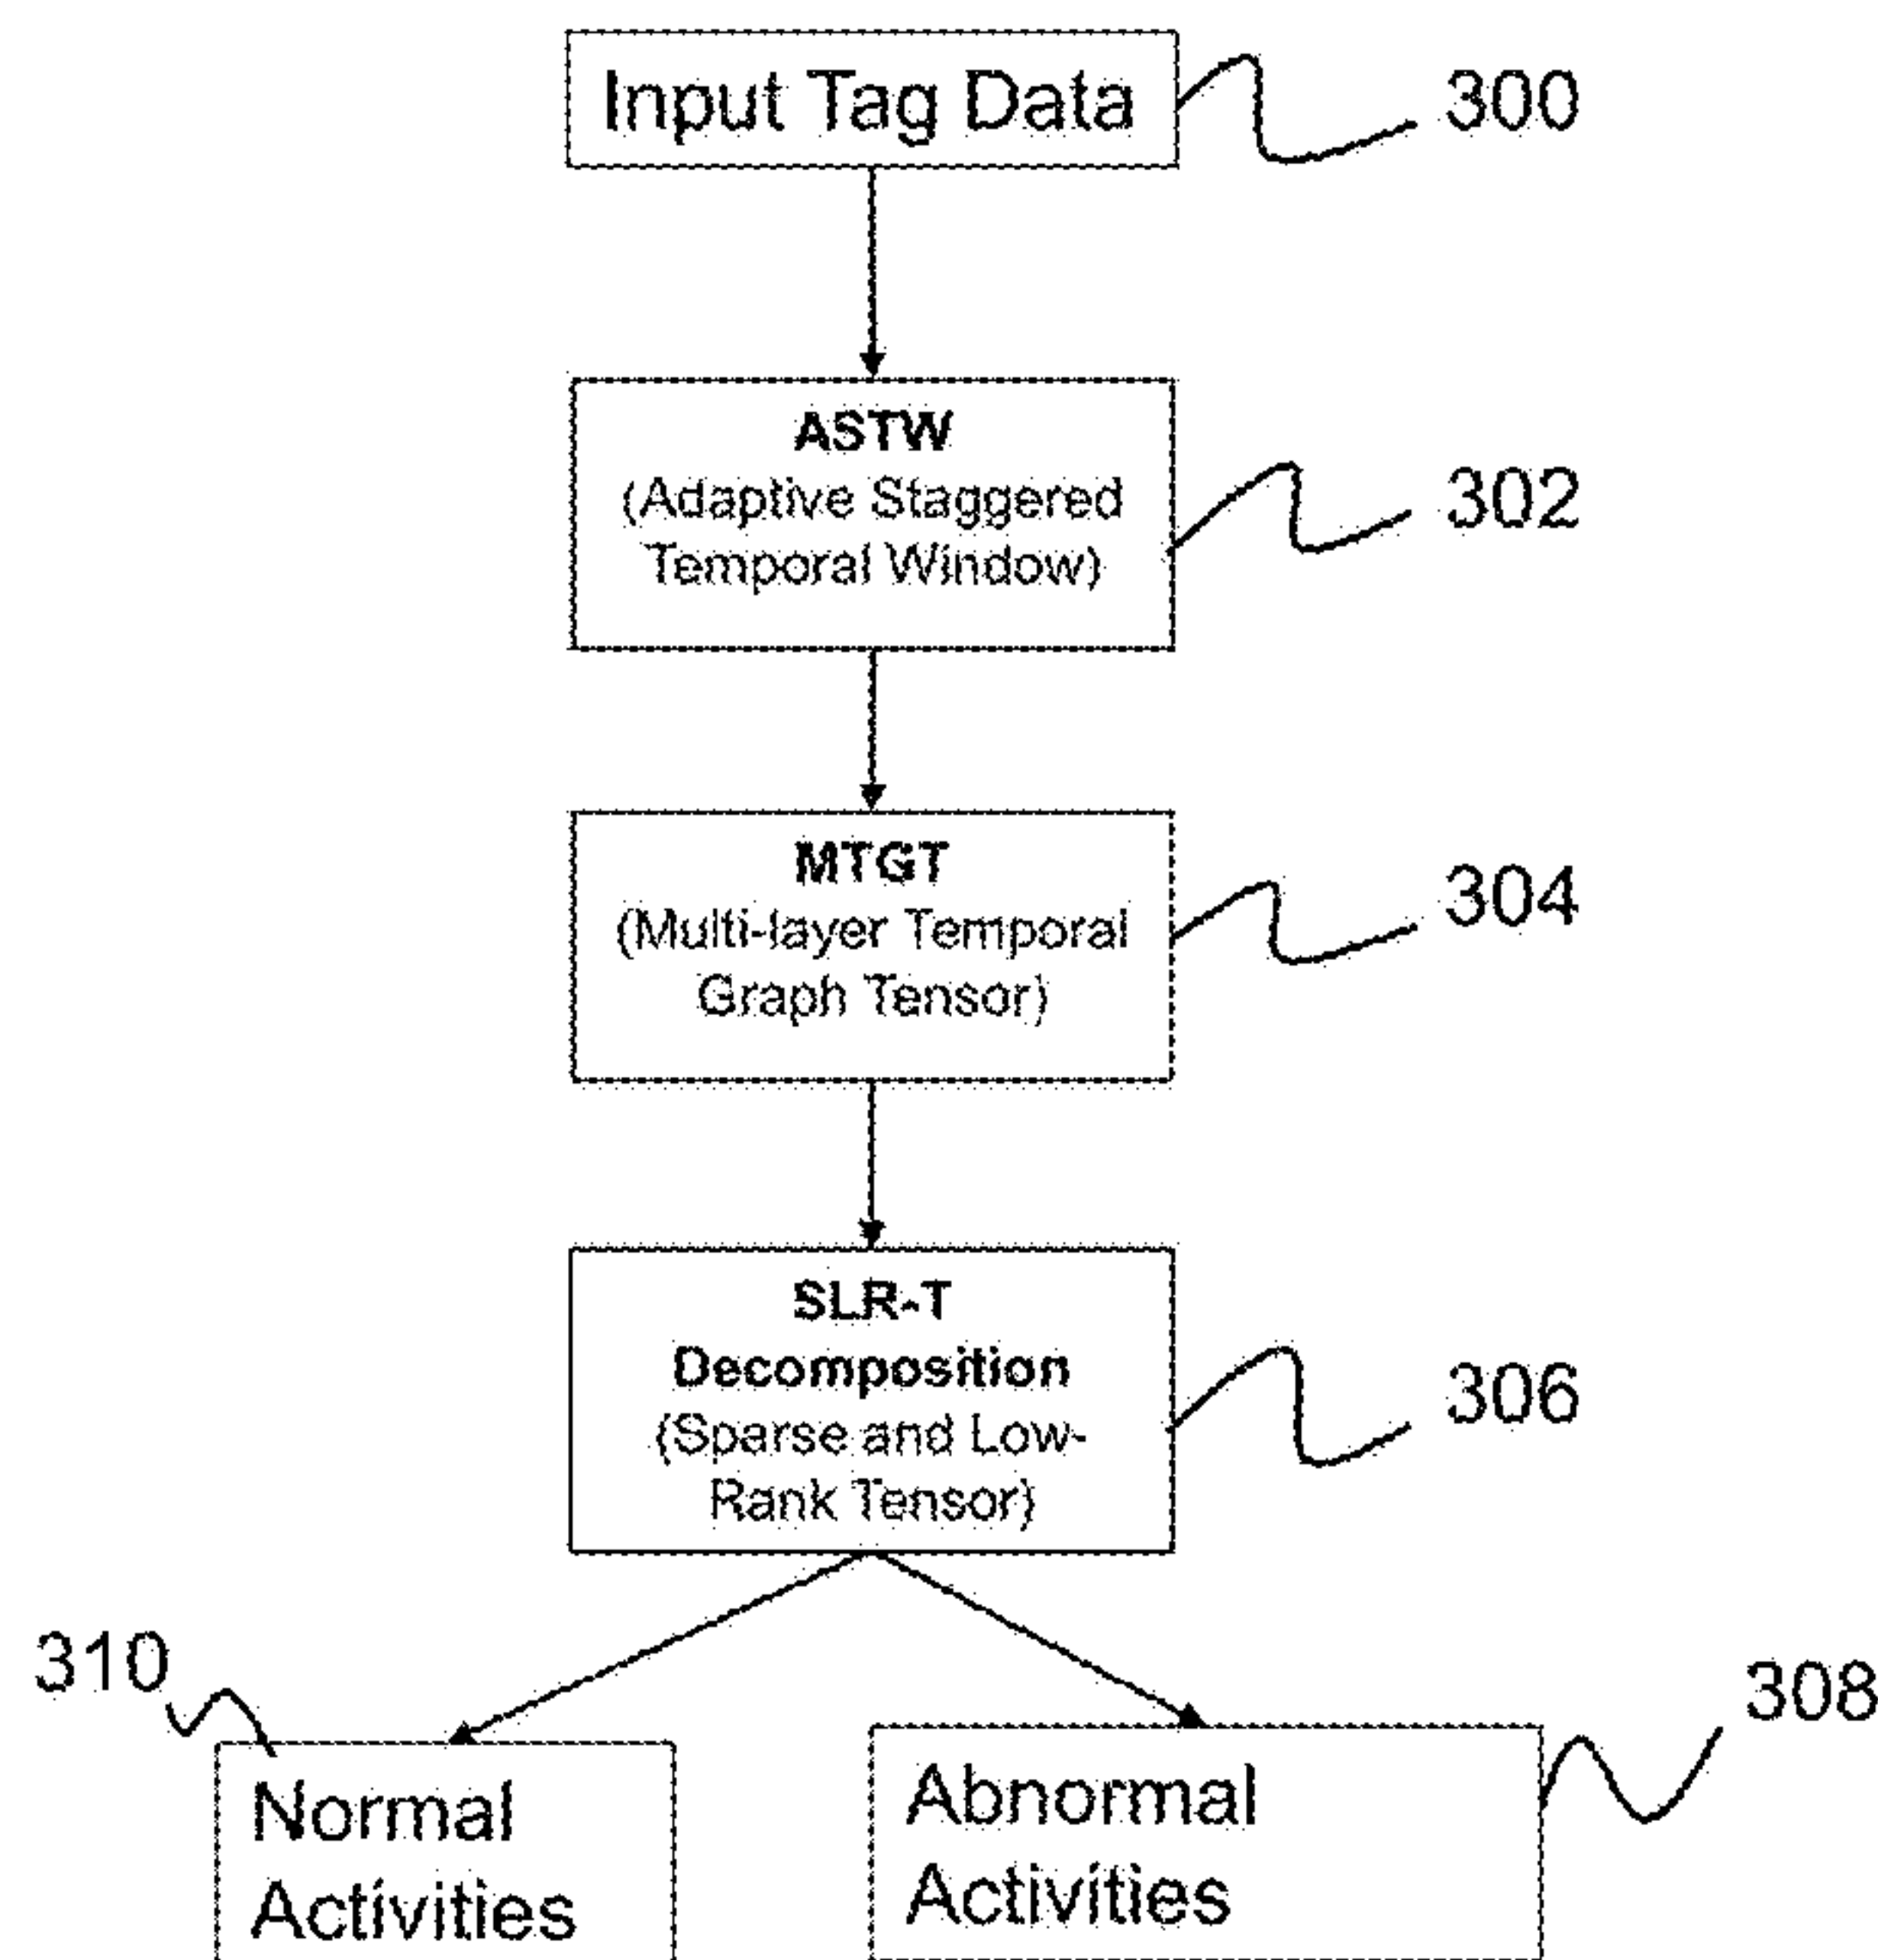 Input Tag Data
300
ASTW
(Adaptive Staggered
Temporal Window)
302
MTGT
(Multi-layer Temporal
Graph Tensor)
304
SLR-T
Decomposition
(Sparse and Low-
Rank Tensor)
306
310
308
Normal
Activities
Abnormal
Activities